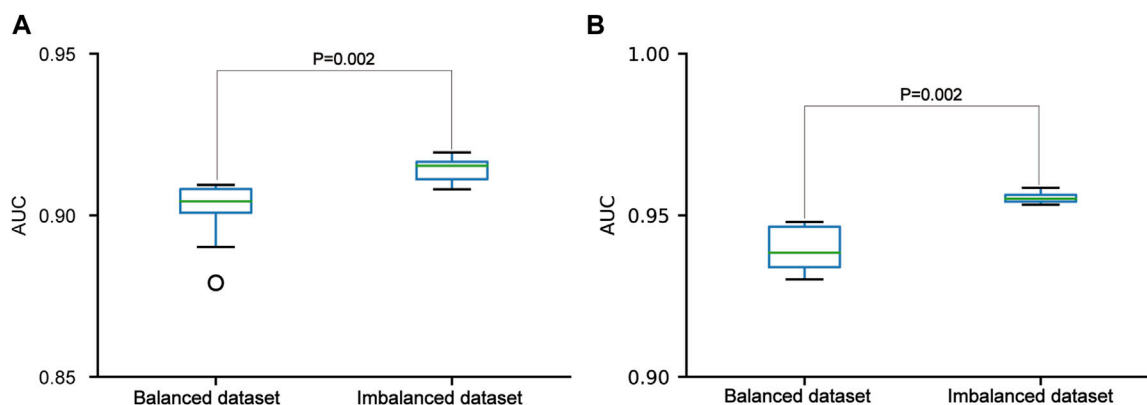 A
0.95
P=0.002
0.90
AUC
0.85
Balanced dataset
Imbalanced dataset
B
1.00
P=0.002
0.95
AUC
0.90
Balanced dataset
Imbalanced dataset